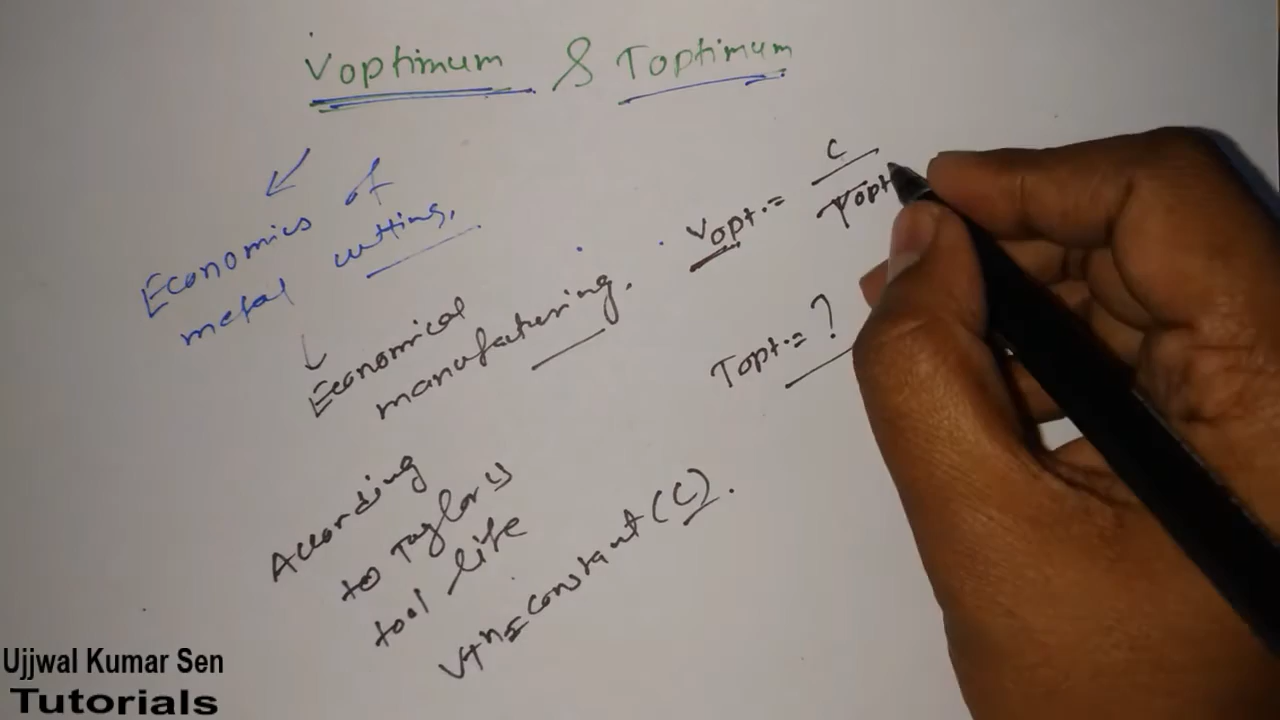 Voptimum & Toptimum
Economics of
metal cutting.
Economical
manufacturing.
Vopt. = C
Topt
Topt. = ?
According
to Taylor's
tool life
VTⁿ = constant (C).
Ujjwal Kumar Sen
Tutorials